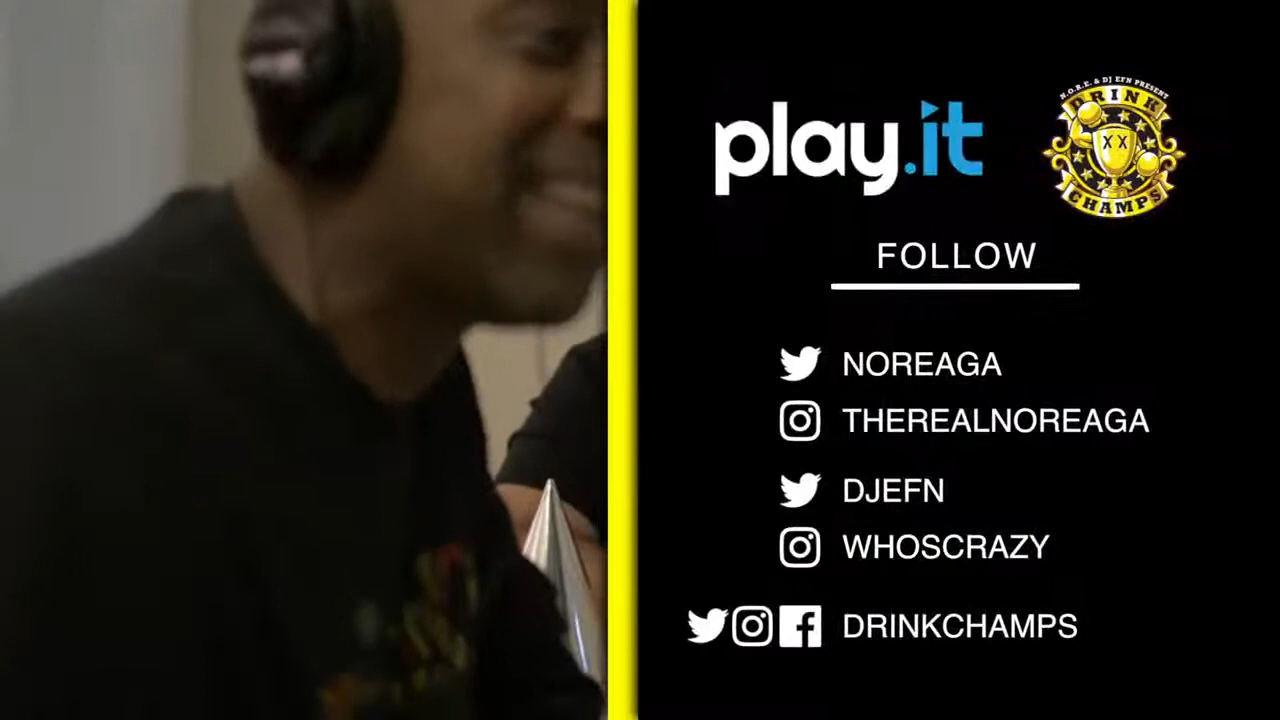 play.it
N.O.R.E. & DJ EFN PRESENT
DRINK
CHAMPS
FOLLOW
NOREAGA
THEREALNOREAGA
DJEFN
WHOSCRAZY
DRINKCHAMPS